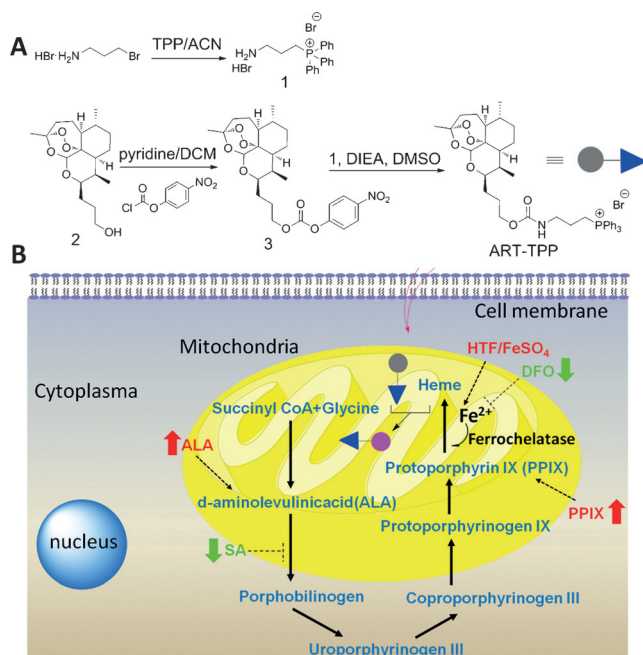 A
HBr
H₂N
Br
TPP/ACN
H₂N
HBr
Br⁻
P⁺
Ph
Ph
Ph
1
H
O
O
O
O
H
OH
2
pyridine/DCM
Cl
O
O
NO₂
H
O
O
O
O
H
O
O
O
NO₂
3
1, DIEA, DMSO
H
O
O
O
O
H
O
O
N
H
PPh₃
Br⁻
ART-TPP
B
Cell membrane
Mitochondria
HTF/FeSO₄
DFO
Cytoplasma
Heme
Fe²⁺
Succinyl CoA+Glycine
Ferrochelatase
ALA
Protoporphyrin IX (PPIX)
d-aminolevulinicacid(ALA)
PPIX
Protoporphyrinogen IX
nucleus
SA
Porphobilinogen
Coproporphyrinogen III
Uroporphyrinogen III